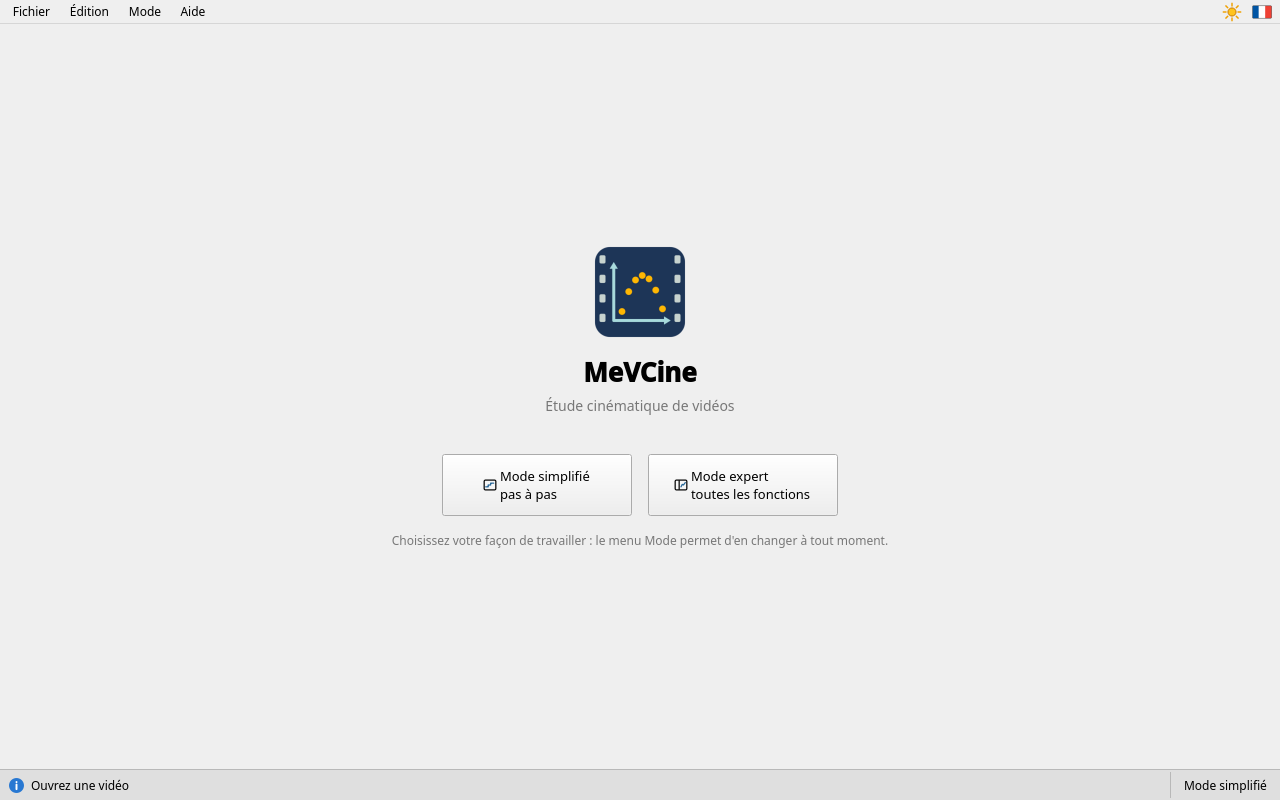 Fichier Édition Mode Aide
MeVCine
Étude cinématique de vidéos
Mode simplifié
pas à pas
Mode expert
toutes les fonctions
Choisissez votre façon de travailler : le menu Mode permet d'en changer à tout moment.
Ouvrez une vidéo
Mode simplifié